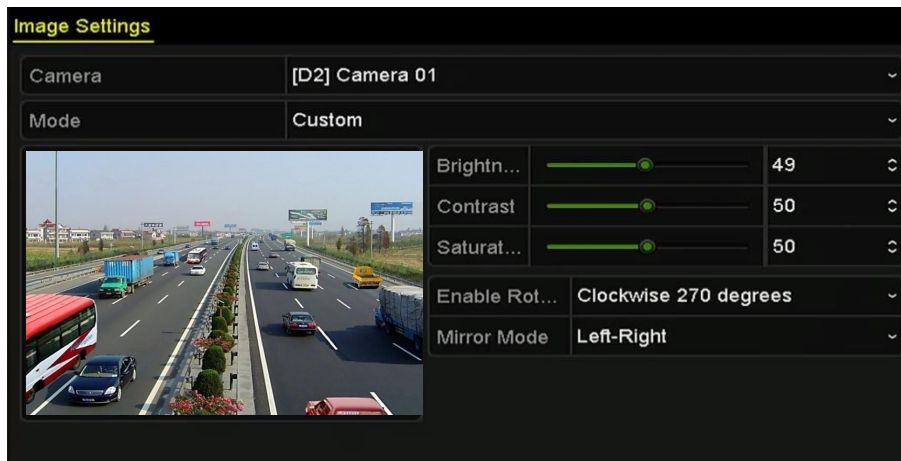 Image Settings
Camera [D2] Camera 01
Mode Custom
Brightn... 49
Contrast 50
Saturat... 50
Enable Rot... Clockwise 270 degrees
Mirror Mode Left-Right